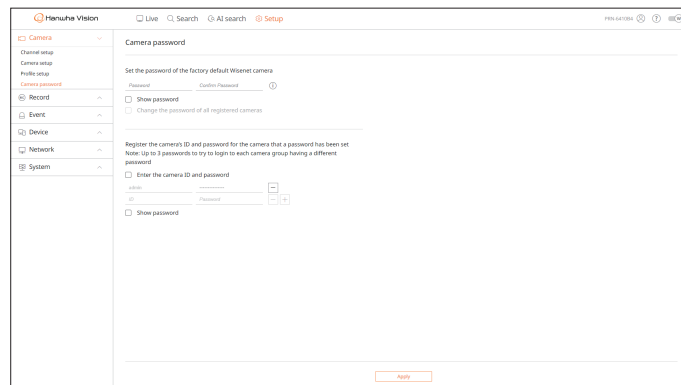 Hanwha Vision
Live
Search
AI search
Setup
PRN-6410B4
Camera
Channel setup
Camera setup
Profile setup
Camera password
Record
Event
Device
Network
System
Camera password
Set the password of the factory default Wisenet camera
Password
Confirm Password
Show password
Change the password of all registered cameras
Register the camera's ID and password for the camera that a password has been set
Note: Up to 3 passwords to try to login to each camera group having a different
password
Enter the camera ID and password
admin
ID
Password
Show password
Apply